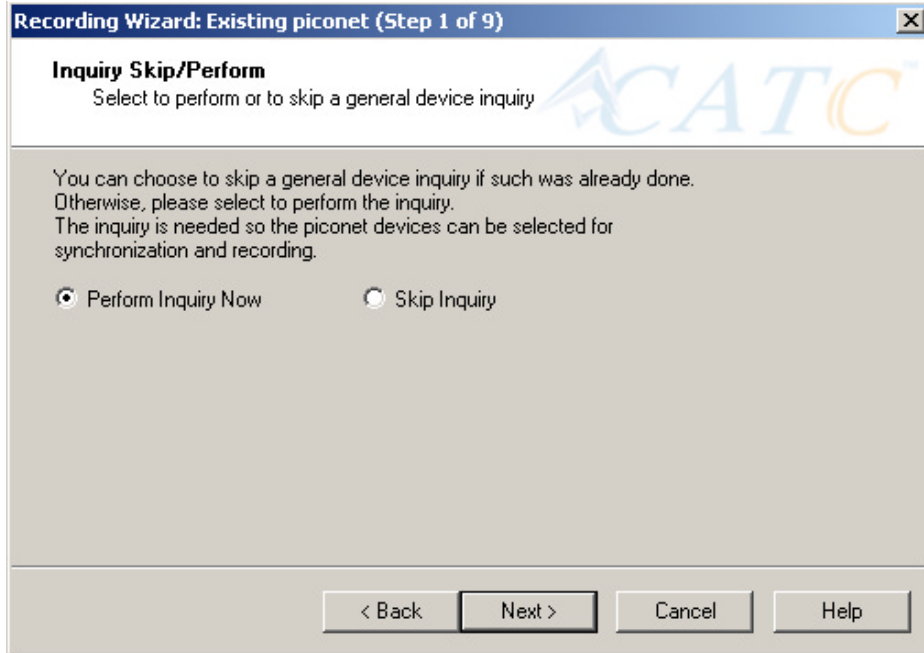 Recording Wizard: Existing piconet (Step 1 of 9)
Inquiry Skip/Perform
Select to perform or to skip a general device inquiry
CATC™
You can choose to skip a general device inquiry if such was already done.
Otherwise, please select to perform the inquiry.
The inquiry is needed so the piconet devices can be selected for
synchronization and recording.
Perform Inquiry Now
Skip Inquiry
< Back
Next >
Cancel
Help